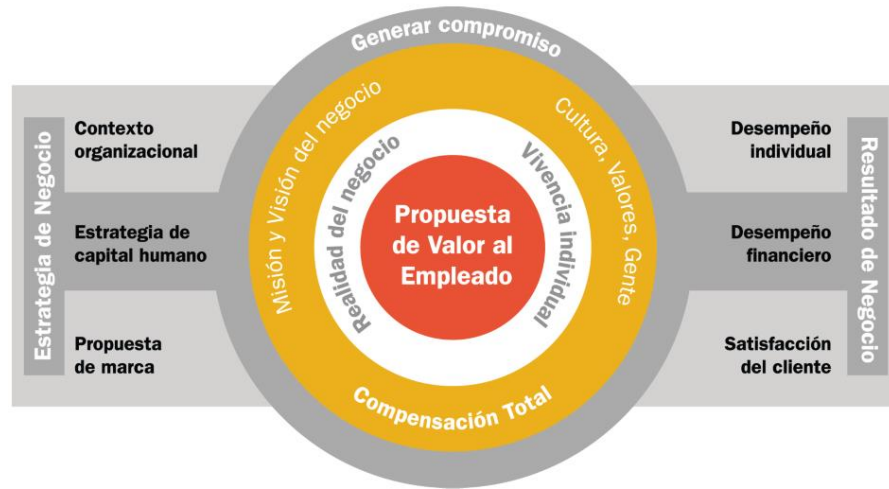 Generar compromiso
Misión y Visión del negocio
Cultura, Valores, Gente
Compensación Total
Realidad del negocio
Vivencia individual
Propuesta
de Valor al
Empleado
Estrategia de Negocio
Contexto
organizacional
Estrategia de
capital humano
Propuesta
de marca
Desempeño
individual
Desempeño
financiero
Satisfacción
del cliente
Resultado de Negocio